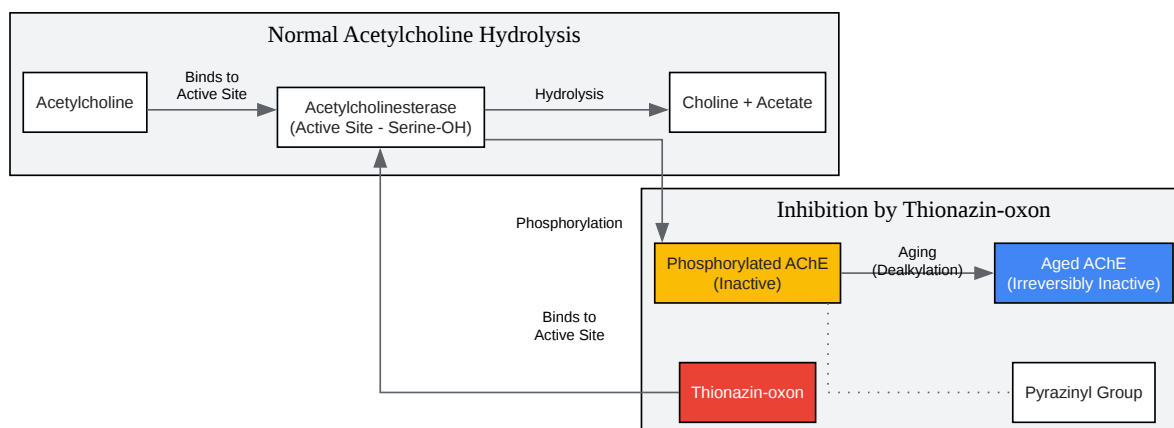 Normal Acetylcholine Hydrolysis
Acetylcholine
Binds to
Active Site
Acetylcholinesterase
(Active Site - Serine-OH)
Hydrolysis
Choline + Acetate
Phosphorylation
Inhibition by Thionazin-oxon
Phosphorylated AChE
(Inactive)
Aging
(Dealkylation)
Aged AChE
(Irreversibly Inactive)
Binds to
Active Site
Thionazin-oxon
Pyrazinyl Group